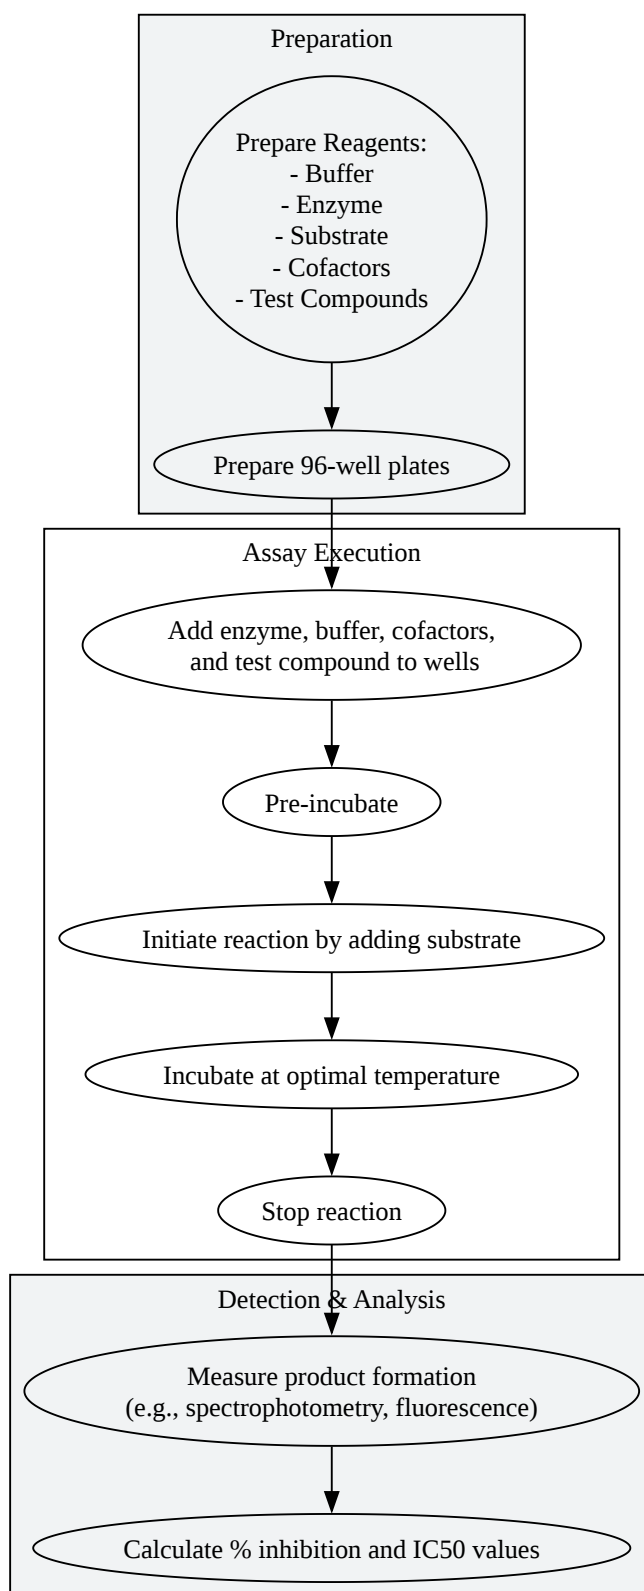 Preparation
Prepare Reagents:
- Buffer
- Enzyme
- Substrate
- Cofactors
- Test Compounds
Prepare 96-well plates
Assay Execution
Add enzyme, buffer, cofactors,
and test compound to wells
Pre-incubate
Initiate reaction by adding substrate
Incubate at optimal temperature
Stop reaction
Detection & Analysis
Measure product formation
(e.g., spectrophotometry, fluorescence)
Calculate % inhibition and IC50 values